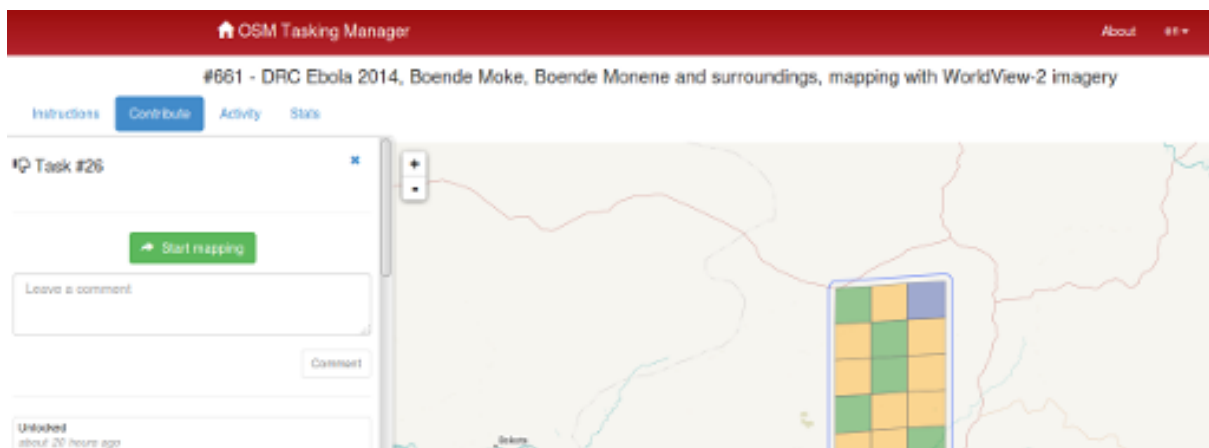 OSM Tasking Manager
About en
#661 - DRC Ebola 2014, Boende Moke, Boende Monene and surroundings, mapping with WorldView-2 imagery
Instructions Contribute Activity Stats
Task #26
+
-
Start mapping
Leave a comment
Comment
Unlocked
about 20 hours ago